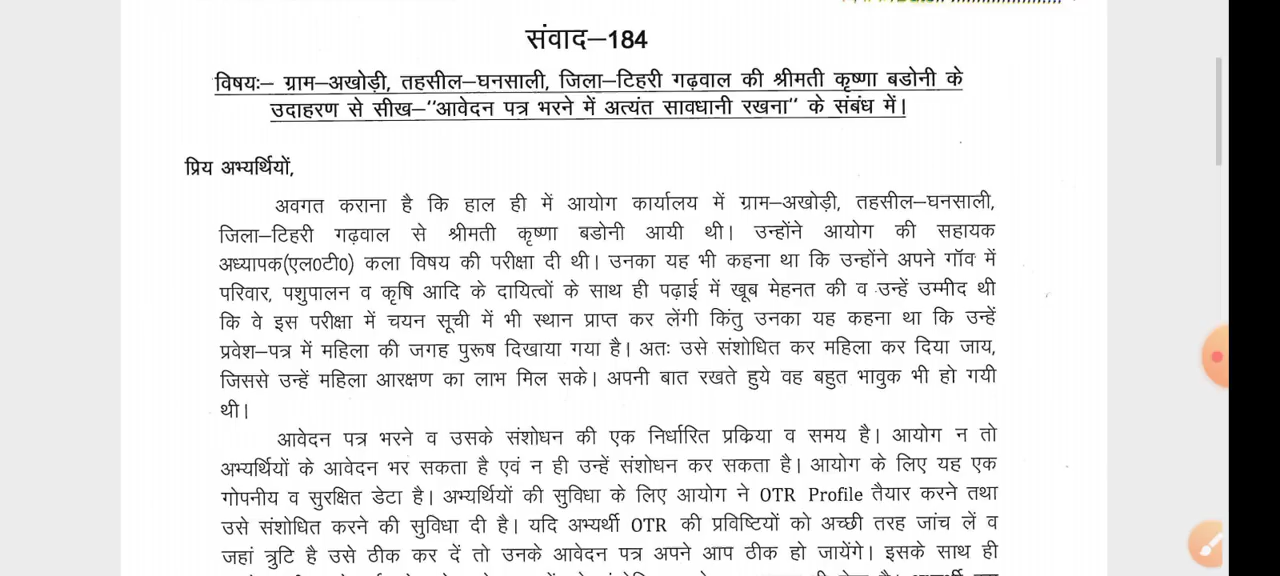 संवाद–184
विषयः– ग्राम–अखोड़ी, तहसील–घनसाली, जिला–टिहरी गढ़वाल की श्रीमती कृष्णा बडोनी के
उदाहरण से सीख–"आवेदन पत्र भरने में अत्यंत सावधानी रखना" के संबंध में।
प्रिय अभ्यर्थियों,
अवगत कराना है कि हाल ही में आयोग कार्यालय में ग्राम–अखोड़ी, तहसील–घनसाली,
जिला–टिहरी गढ़वाल से श्रीमती कृष्णा बडोनी आयी थी। उन्होंने आयोग की सहायक
अध्यापक(एल0टी0) कला विषय की परीक्षा दी थी। उनका यह भी कहना था कि उन्होंने अपने गॉव में
परिवार, पशुपालन व कृषि आदि के दायित्वों के साथ ही पढ़ाई में खूब मेहनत की व उन्हें उम्मीद थी
कि वे इस परीक्षा में चयन सूची में भी स्थान प्राप्त कर लेंगी किंतु उनका यह कहना था कि उन्हें
प्रवेश–पत्र में महिला की जगह पुरूष दिखाया गया है। अतः उसे संशोधित कर महिला कर दिया जाय,
जिससे उन्हें महिला आरक्षण का लाभ मिल सके। अपनी बात रखते हुये वह बहुत भावुक भी हो गयी
थी।
आवेदन पत्र भरने व उसके संशोधन की एक निर्धारित प्रक्रिया व समय है। आयोग न तो
अभ्यर्थियों के आवेदन भर सकता है एवं न ही उन्हें संशोधन कर सकता है। आयोग के लिए यह एक
गोपनीय व सुरक्षित डेटा है। अभ्यर्थियों की सुविधा के लिए आयोग ने OTR Profile तैयार करने तथा
उसे संशोधित करने की सुविधा दी है। यदि अभ्यर्थी OTR की प्रविष्टियों को अच्छी तरह जांच लें व
जहां त्रुटि है उसे ठीक कर दें तो उनके आवेदन पत्र अपने आप ठीक हो जायेंगे। इसके साथ ही